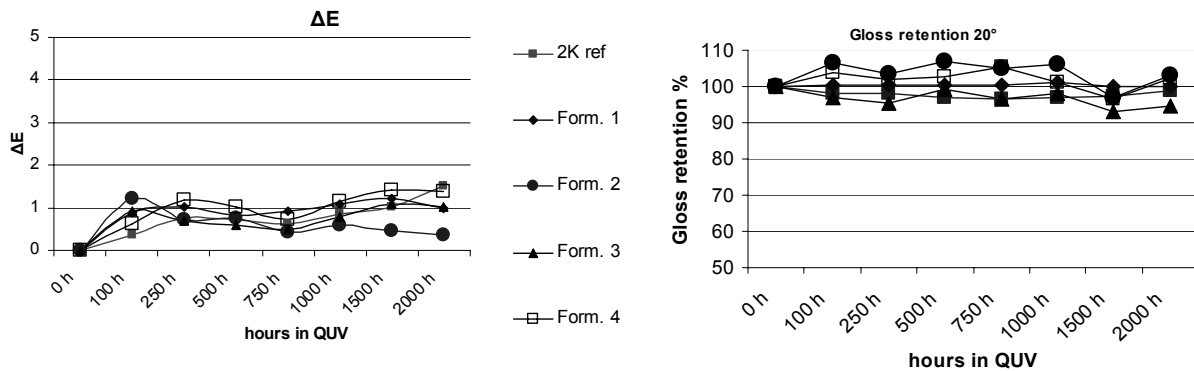 ΔE
5
4
3
2
1
0
ΔE
0 h
100 h
250 h
500 h
750 h
1000 h
1500 h
2000 h
hours in QUV
2K ref
Form. 1
Form. 2
Form. 3
Form. 4
Gloss retention 20°
110
100
90
80
70
60
50
Gloss retention %
0 h
100 h
250 h
500 h
750 h
1000 h
1500 h
2000 h
hours in QUV